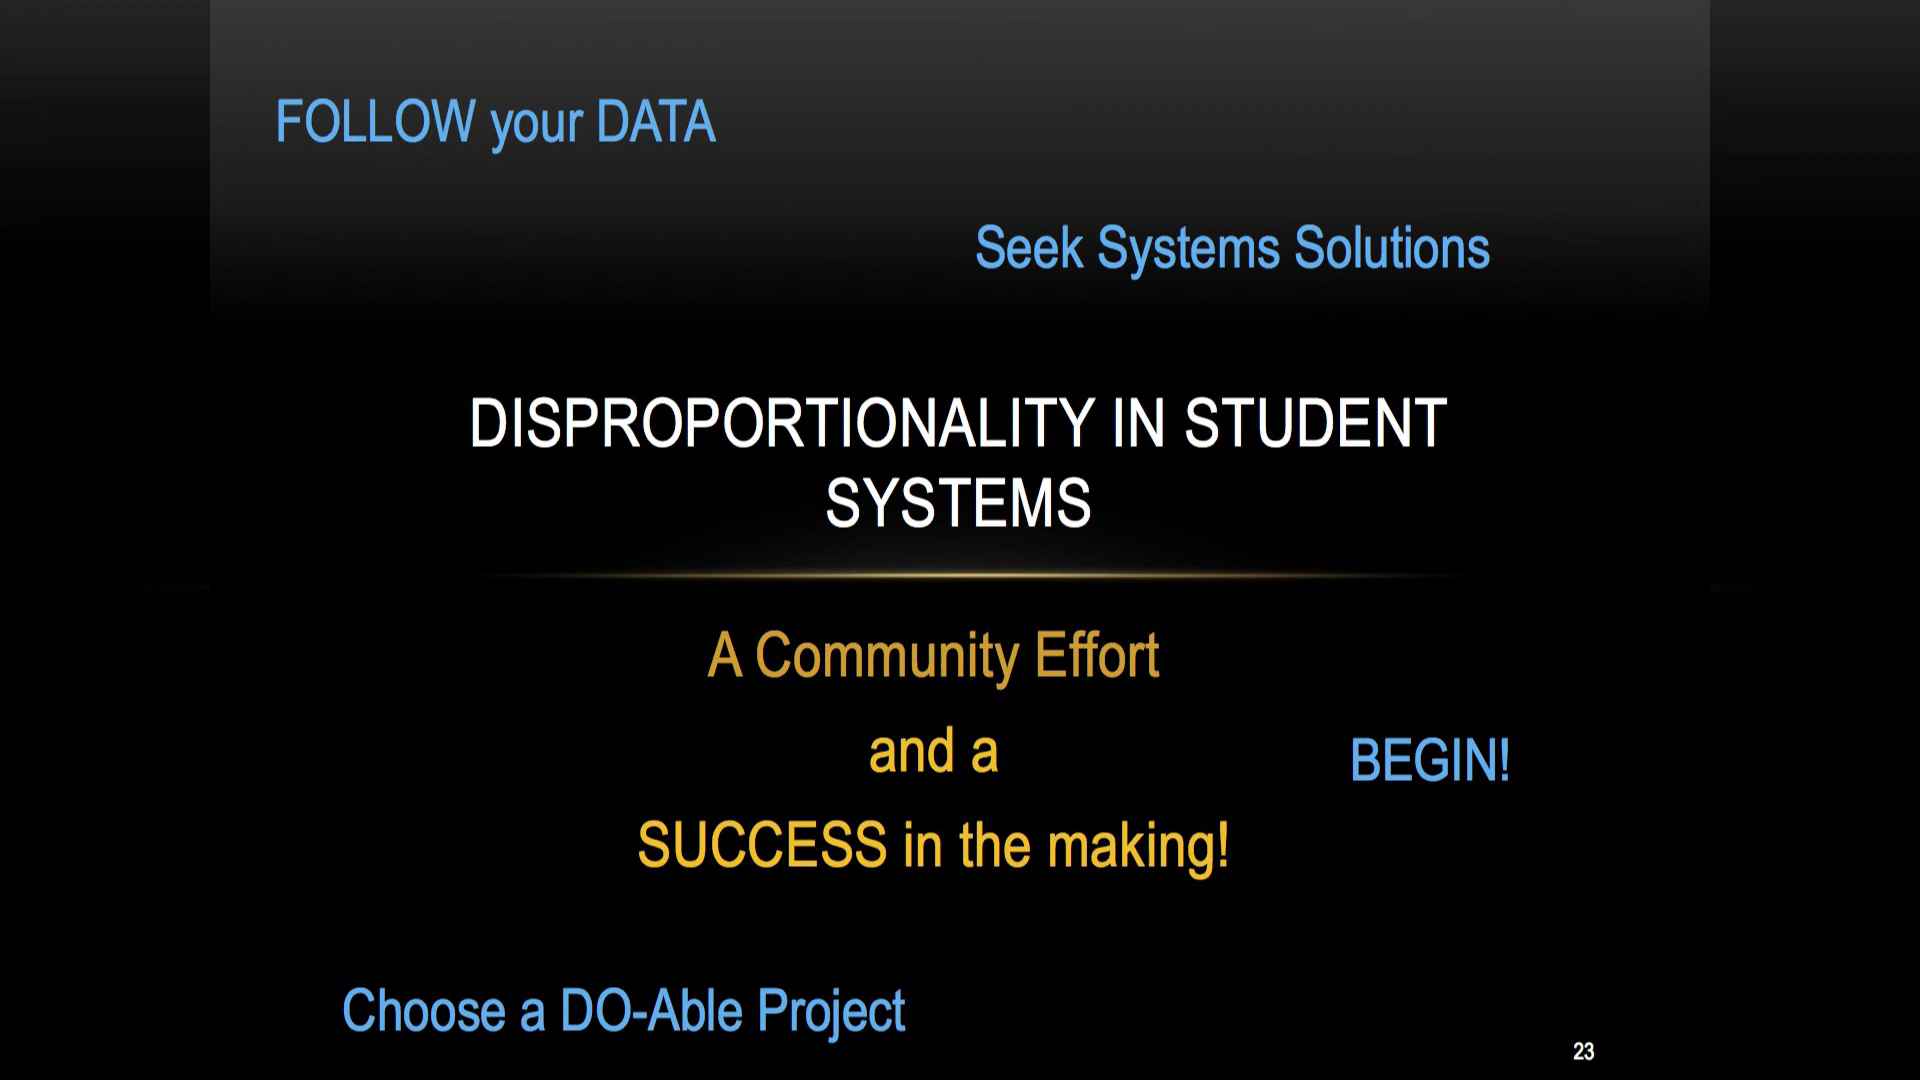 FOLLOW your DATA
Seek Systems Solutions
DISPROPORTIONALITY IN STUDENT
SYSTEMS
A Community Effort
and a
BEGIN!
SUCCESS in the making!
Choose a DO-Able Project
23